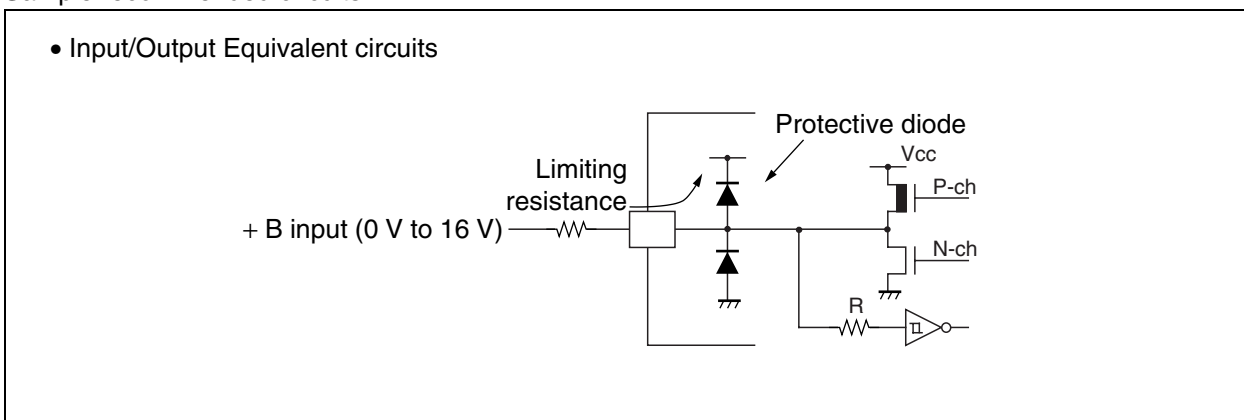 • Input/Output Equivalent circuits
Protective diode
Vcc
Limiting
resistance
P-ch
+ B input (0 V to 16 V)
N-ch
R